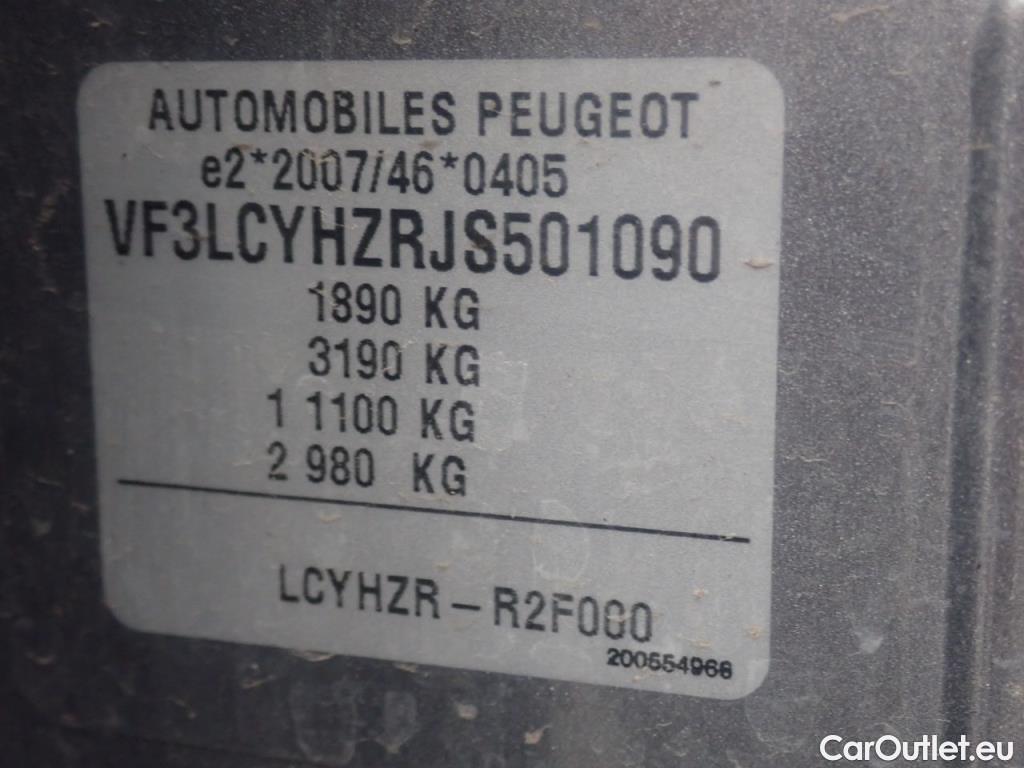 AUTOMOBILES PEUGEOT
e2*2007/46*0405
VF3LCYHZRJS501090
1890 KG
3190 KG
1 1100 KG
2 980 KG
LCYHZR – R2F000
200554966
CarOutlet.eu